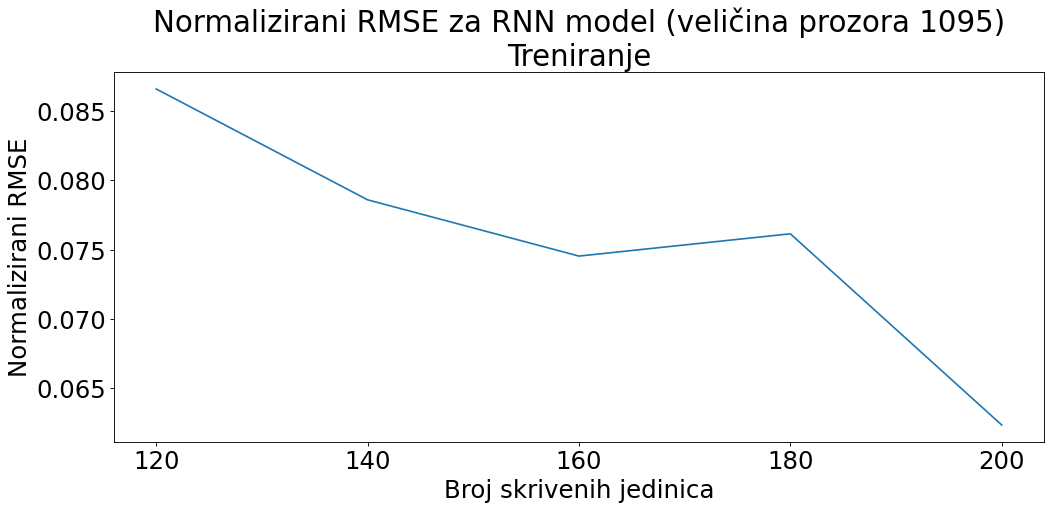 Normalizirani RMSE za RNN model (veličina prozora 1095)
Treniranje
Normalizirani RMSE
0.085
0.080
0.075
0.070
0.065
120 140 160 180 200
Broj skrivenih jedinica